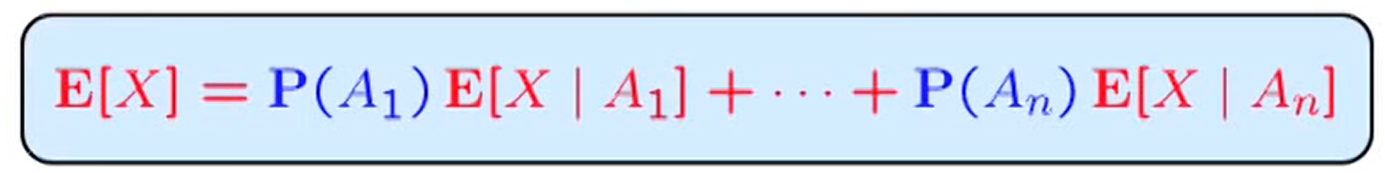 E[X] = P(A₁) E[X | A₁] + ··· + P(Aₙ) E[X | Aₙ]